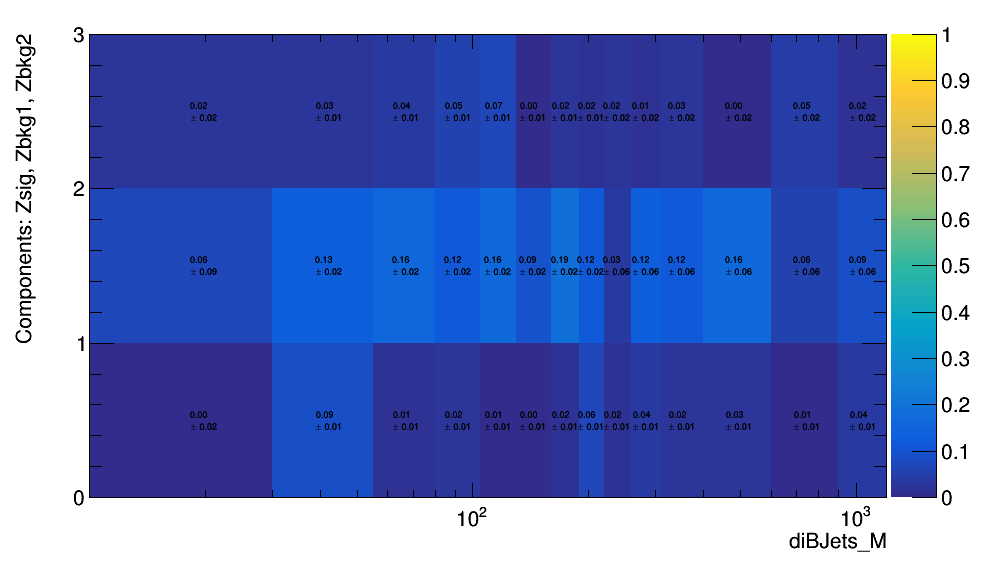 Components: Zsig, Zbkg1, Zbkg2
3
2
1
0
0.02 0.03 0.04 0.05 0.07 0.00 0.02 0.02 0.02 0.01 0.03 0.00 0.05 0.02
± 0.02 ± 0.01 ± 0.01 ± 0.01 ± 0.01 ± 0.01 ± 0.01 ± 0.01 ± 0.02 ± 0.02 ± 0.02 ± 0.02 ± 0.02 ± 0.02
0.06 0.13 0.16 0.12 0.16 0.09 0.19 0.12 0.03 0.12 0.12 0.16 0.06 0.09
± 0.09 ± 0.02 ± 0.02 ± 0.02 ± 0.02 ± 0.02 ± 0.02 ± 0.02 ± 0.06 ± 0.06 ± 0.06 ± 0.06 ± 0.06 ± 0.06
0.00 0.09 0.01 0.02 0.01 0.00 0.02 0.06 0.02 0.04 0.02 0.03 0.01 0.04
± 0.02 ± 0.01 ± 0.01 ± 0.01 ± 0.01 ± 0.01 ± 0.01 ± 0.01 ± 0.01 ± 0.01 ± 0.01 ± 0.01 ± 0.01 ± 0.01
10² 10³
diBJets_M
1
0.9
0.8
0.7
0.6
0.5
0.4
0.3
0.2
0.1
0